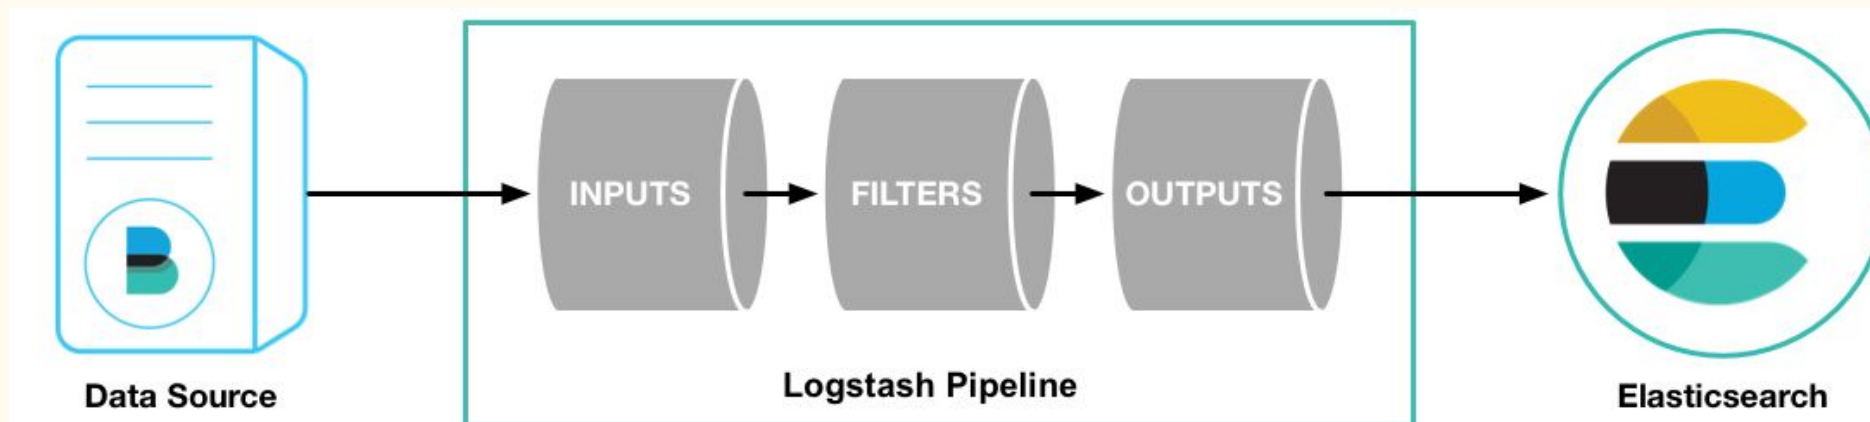 INPUTS
FILTERS
OUTPUTS
Data Source
Logstash Pipeline
Elasticsearch